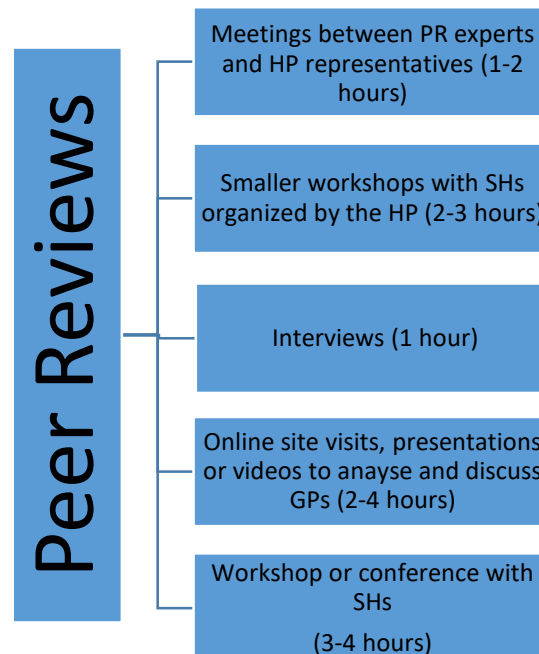 Peer Reviews
Meetings between PR experts
and HP representatives (1-2
hours)
Smaller workshops with SHs
organized by the HP (2-3 hours)
Interviews (1 hour)
Online site visits, presentations
or videos to anayse and discuss
GPs (2-4 hours)
Workshop or conference with
SHs
(3-4 hours)